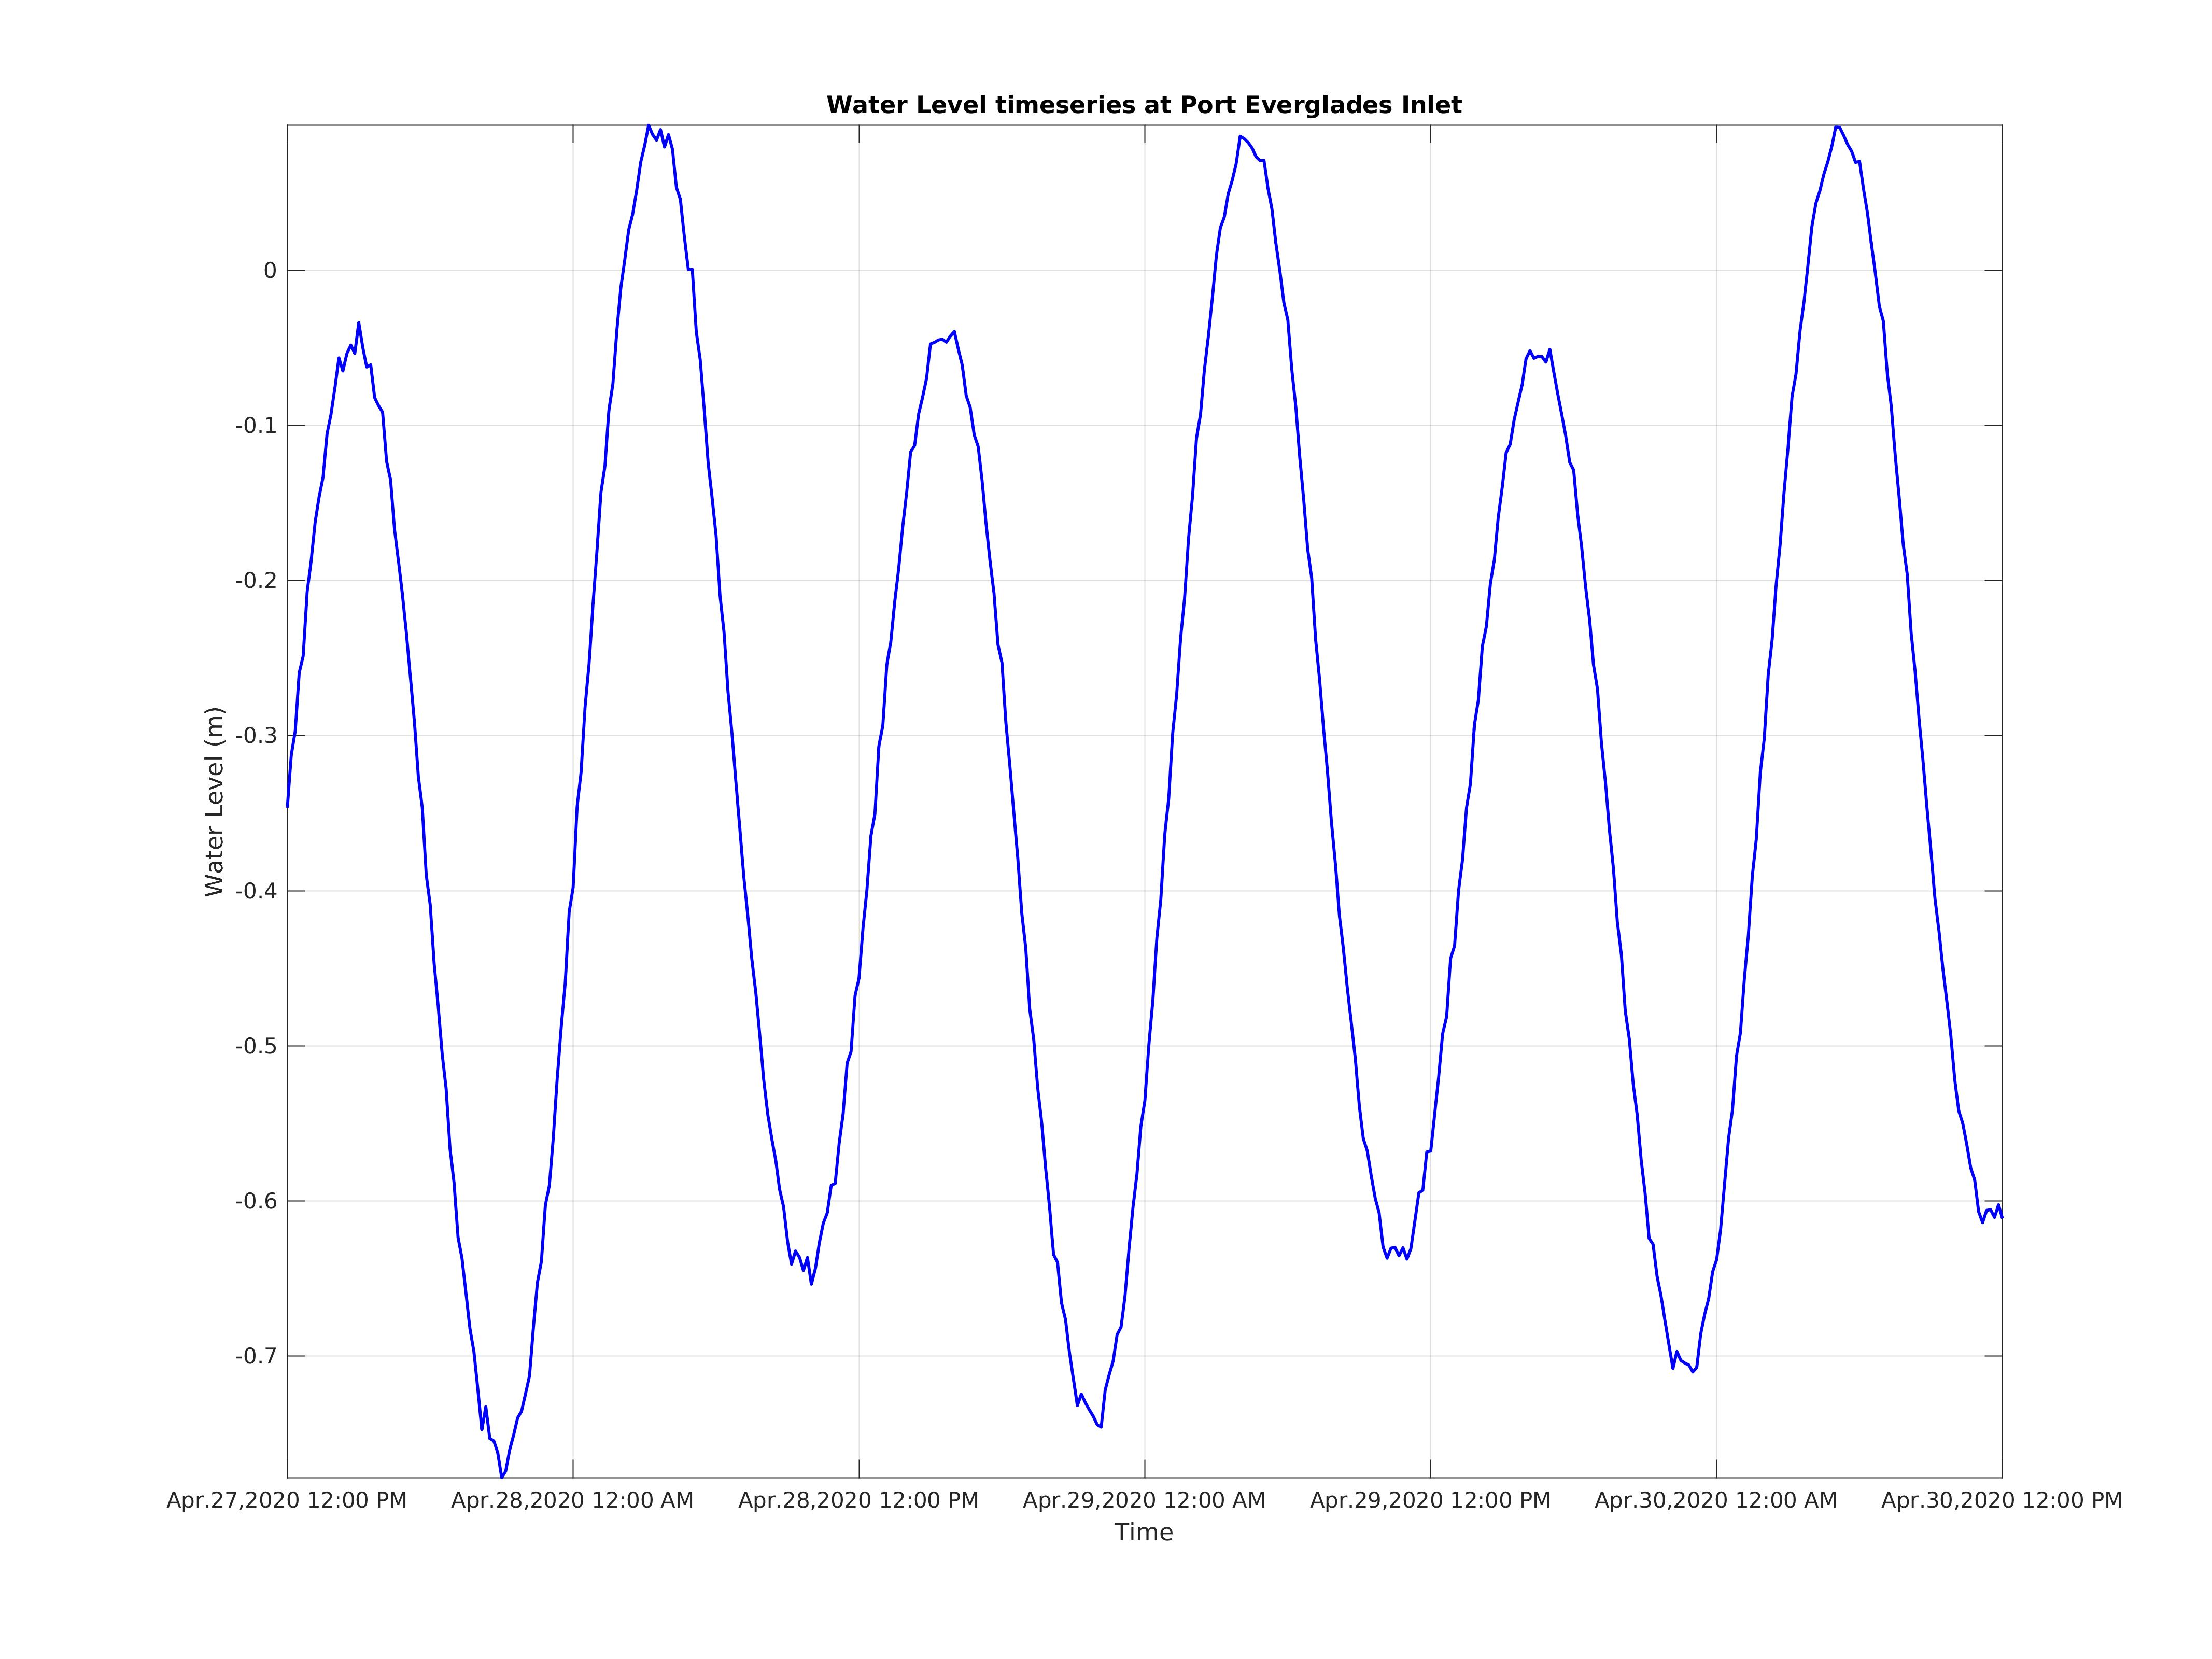 Water Level timeseries at Port Everglades Inlet
0
-0.1
-0.2
-0.3
-0.4
-0.5
-0.6
-0.7
Water Level (m)
Apr.27,2020 12:00 PM Apr.28,2020 12:00 AM Apr.28,2020 12:00 PM Apr.29,2020 12:00 AM Apr.29,2020 12:00 PM Apr.30,2020 12:00 AM Apr.30,2020 12:00 PM
Time